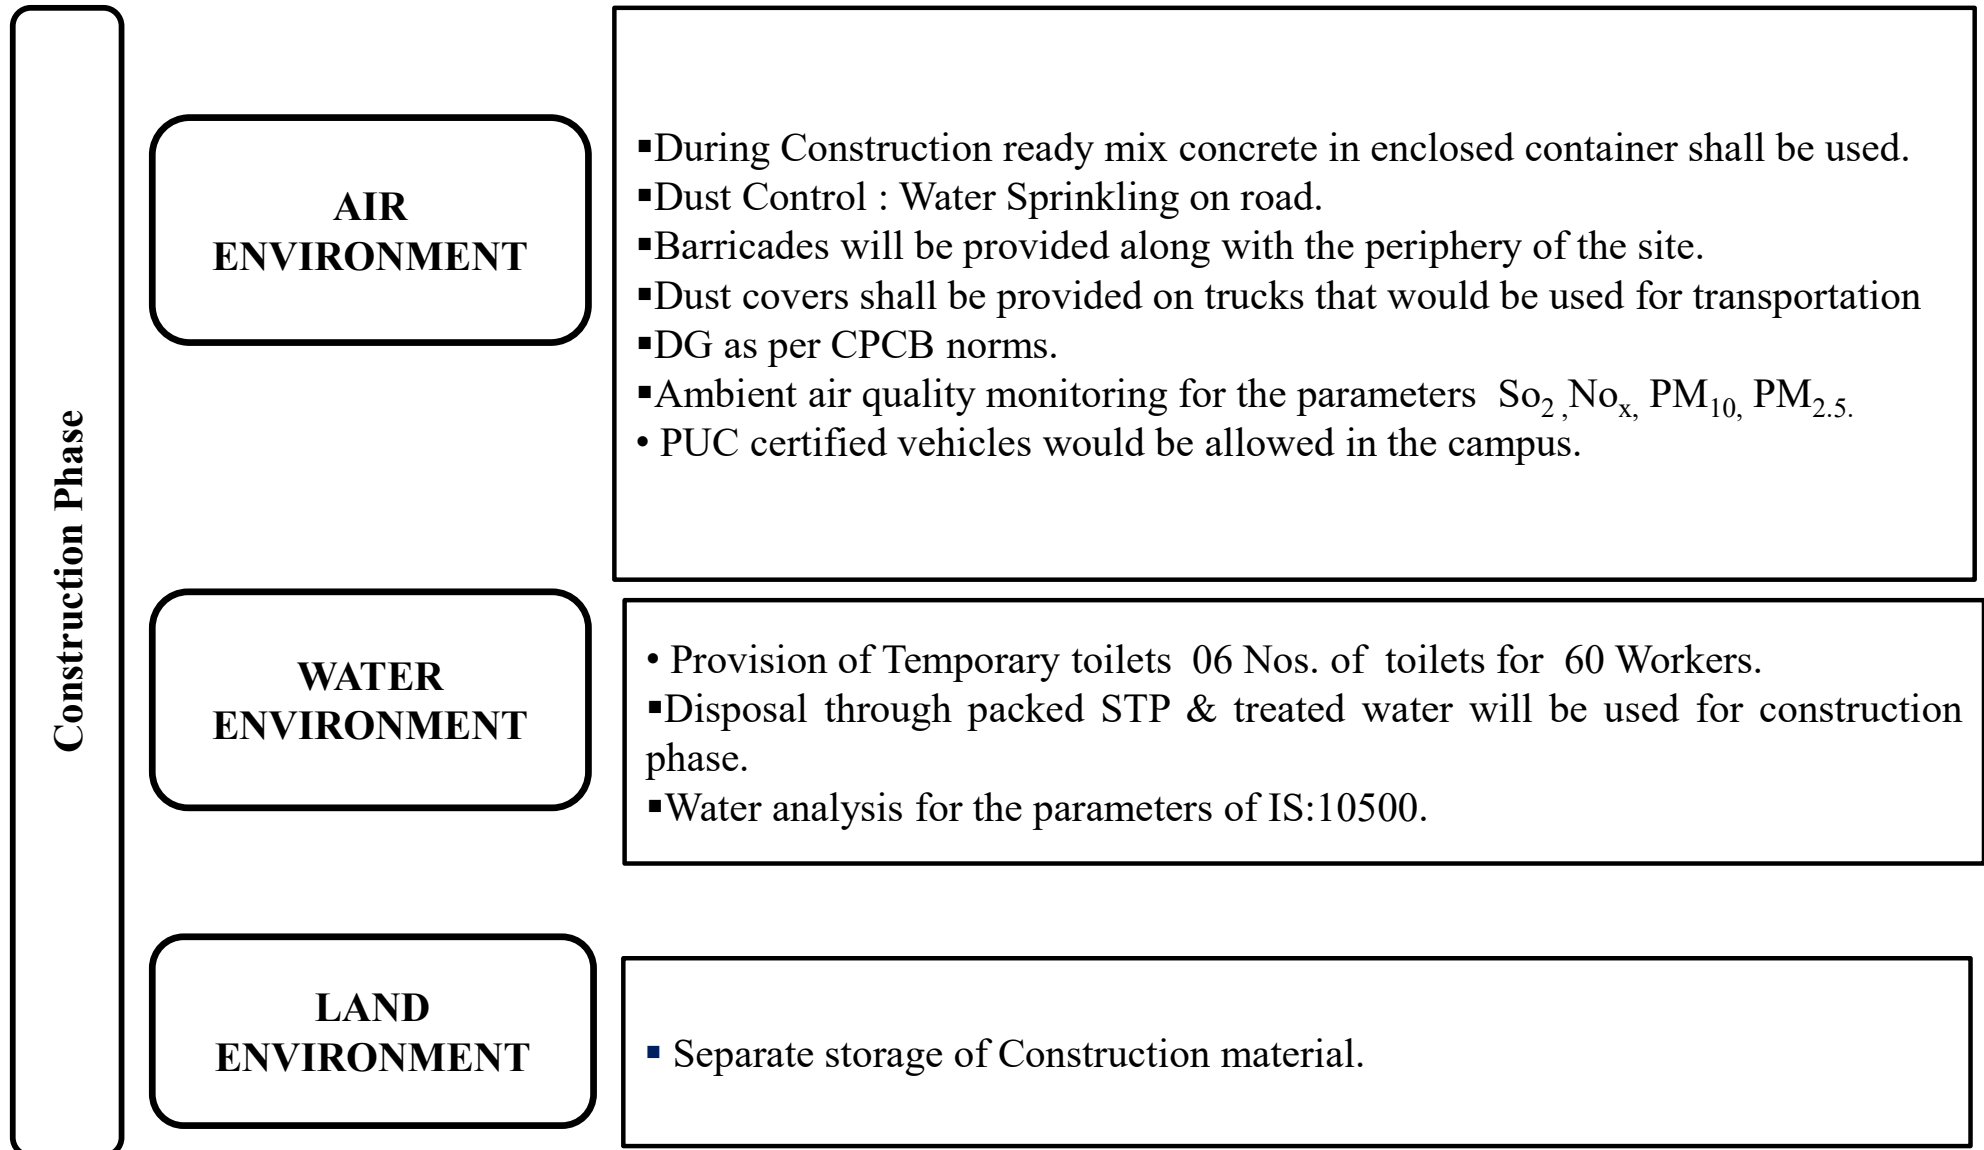 Construction Phase
AIR
ENVIRONMENT
▪During Construction ready mix concrete in enclosed container shall be used.
▪Dust Control : Water Sprinkling on road.
▪Barricades will be provided along with the periphery of the site.
▪Dust covers shall be provided on trucks that would be used for transportation
▪DG as per CPCB norms.
▪Ambient air quality monitoring for the parameters So₂ ,Noₓ, PM₁₀, PM₂.₅.
• PUC certified vehicles would be allowed in the campus.
WATER
ENVIRONMENT
• Provision of Temporary toilets 06 Nos. of toilets for 60 Workers.
▪Disposal through packed STP & treated water will be used for construction
phase.
▪Water analysis for the parameters of IS:10500.
LAND
ENVIRONMENT
▪ Separate storage of Construction material.